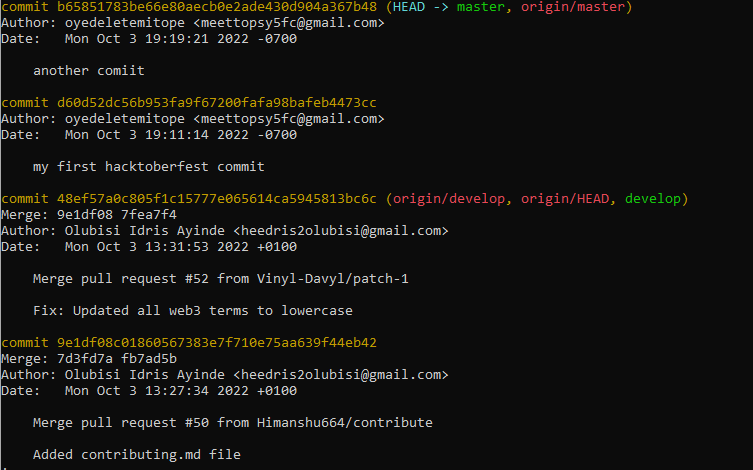 commit b65851783be66e80aecb0e2ade430d904a367b48 (HEAD -> master, origin/master)
Author: oyedeletemitope <meettopsy5fc@gmail.com>
Date:   Mon Oct 3 19:19:21 2022 -0700
another comiit
commit d60d52dc56b953fa9f67200fafa98bafeb4473cc
Author: oyedeletemitope <meettopsy5fc@gmail.com>
Date:   Mon Oct 3 19:11:14 2022 -0700
my first hacktoberfest commit
commit 48ef57a0c805f1c15777e065614ca5945813bc6c (origin/develop, origin/HEAD, develop)
Merge: 9e1df08 7fea7f4
Author: Olubisi Idris Ayinde <heedris2olubisi@gmail.com>
Date:   Mon Oct 3 13:31:53 2022 +0100
Merge pull request #52 from Vinyl-Davyl/patch-1
Fix: Updated all web3 terms to lowercase
commit 9e1df08c01860567383e7f710e75aa639f44eb42
Merge: 7d3fd7a fb7ad5b
Author: Olubisi Idris Ayinde <heedris2olubisi@gmail.com>
Date:   Mon Oct 3 13:27:34 2022 +0100
Merge pull request #50 from Himanshu664/contribute
Added contributing.md file